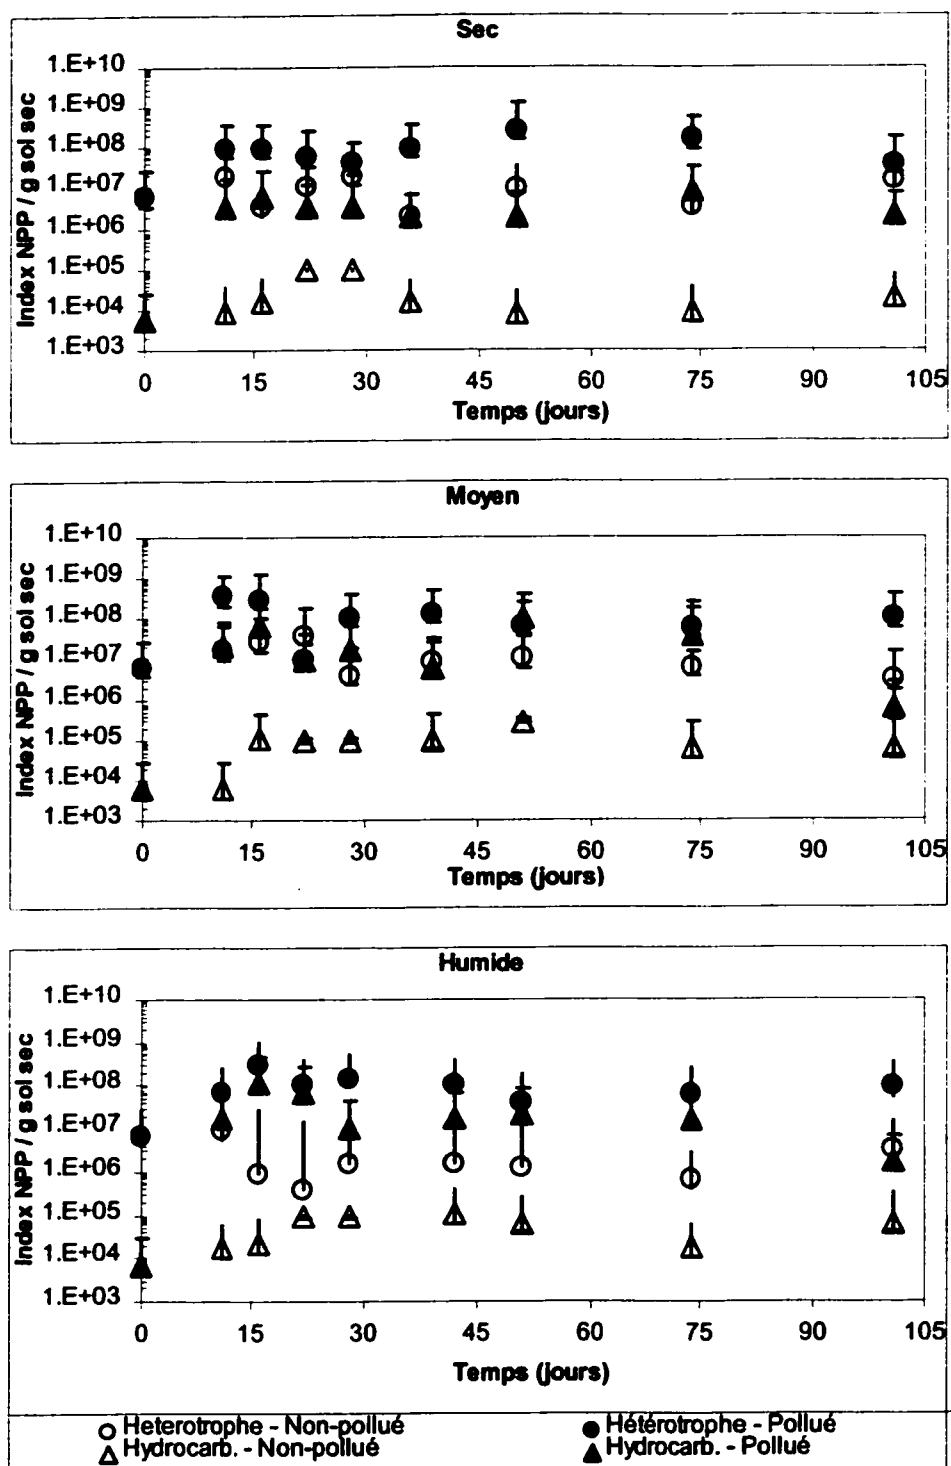 Sec
Index NPP / g sol sec
1.E+10
1.E+09
1.E+08
1.E+07
1.E+06
1.E+05
1.E+04
1.E+03
0 15 30 45 60 75 90 105
Temps (jours)
Moyen
Index NPP / g sol sec
1.E+10
1.E+09
1.E+08
1.E+07
1.E+06
1.E+05
1.E+04
1.E+03
0 15 30 45 60 75 90 105
Temps (jours)
Humide
Index NPP / g sol sec
1.E+10
1.E+09
1.E+08
1.E+07
1.E+06
1.E+05
1.E+04
1.E+03
0 15 30 45 60 75 90 105
Temps (jours)
Heterotrophe - Non-pollué Hétérotrophe - Pollué
Hydrocarb. - Non-pollué Hydrocarb. - Pollué